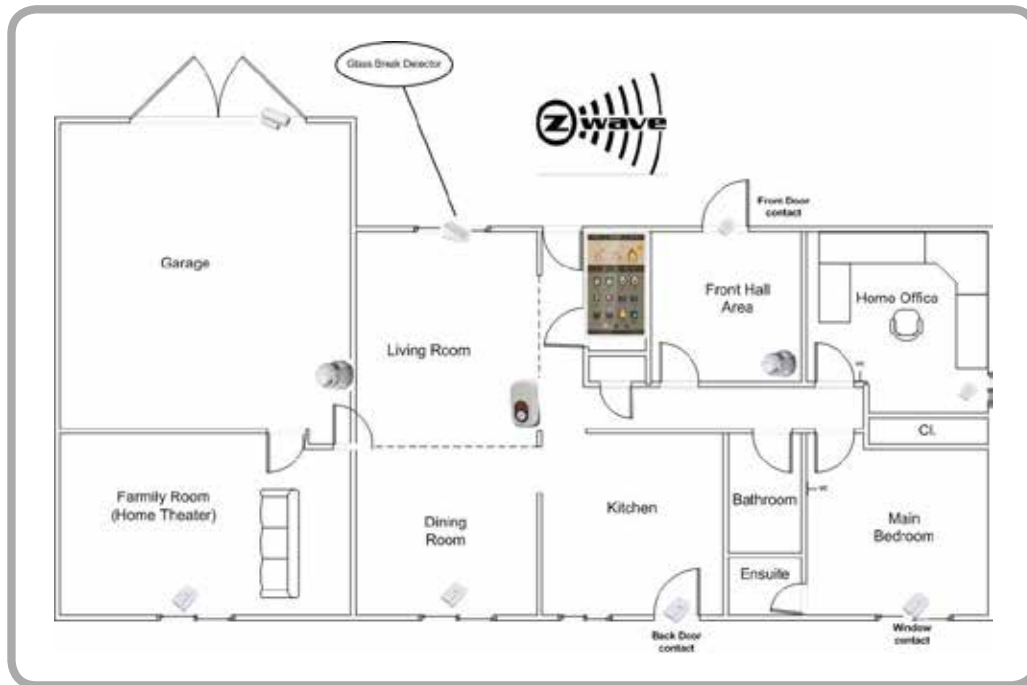 Glass Break Detector
Z wave
Front Door
contact
Garage
Front Hall
Area
Home Office
Living Room
Cl.
Farmily Room
(Home Theater)
Dining
Room
Kitchen
Bathroom
Main
Bedroom
Ensuite
Back Door
contact
Window
contact